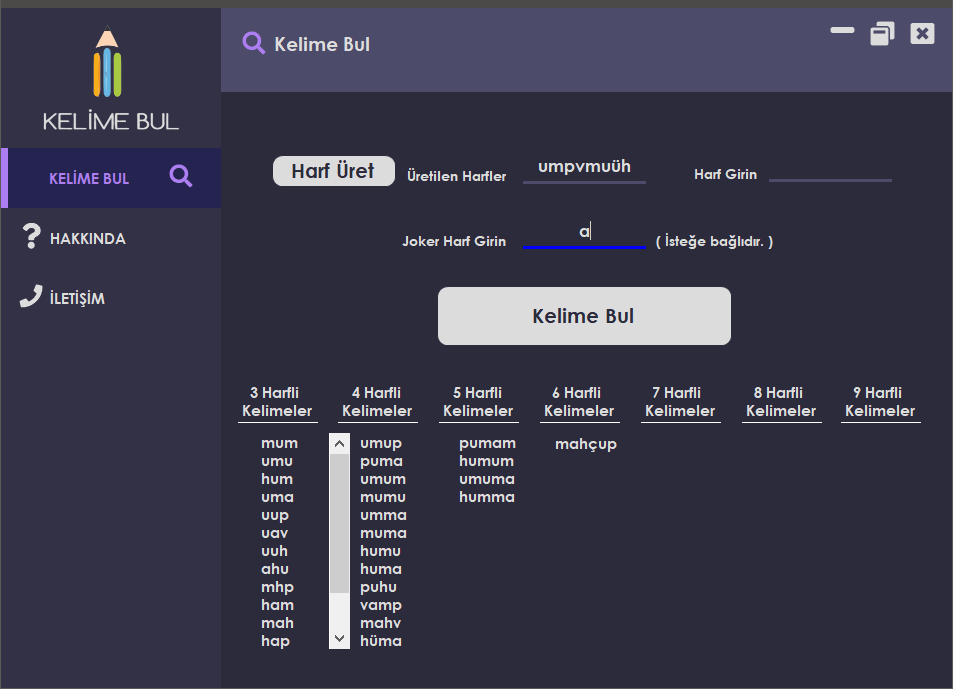 Kelime Bul
KELİME BUL
KELİME BUL
HAKKINDA
İLETİŞİM
Harf Üret
Üretilen Harfler
umpvmuüh
Harf Girin
Joker Harf Girin
a
( İsteğe bağlıdır. )
Kelime Bul
3 Harfli
Kelimeler
mum
umu
hum
uma
uup
uav
uuh
ahu
mhp
ham
mah
hap
4 Harfli
Kelimeler
umup
puma
umum
mumu
umma
muma
humu
huma
puhu
vamp
mahv
hüma
5 Harfli
Kelimeler
pumam
humum
umuma
humma
6 Harfli
Kelimeler
mahçup
7 Harfli
Kelimeler
8 Harfli
Kelimeler
9 Harfli
Kelimeler